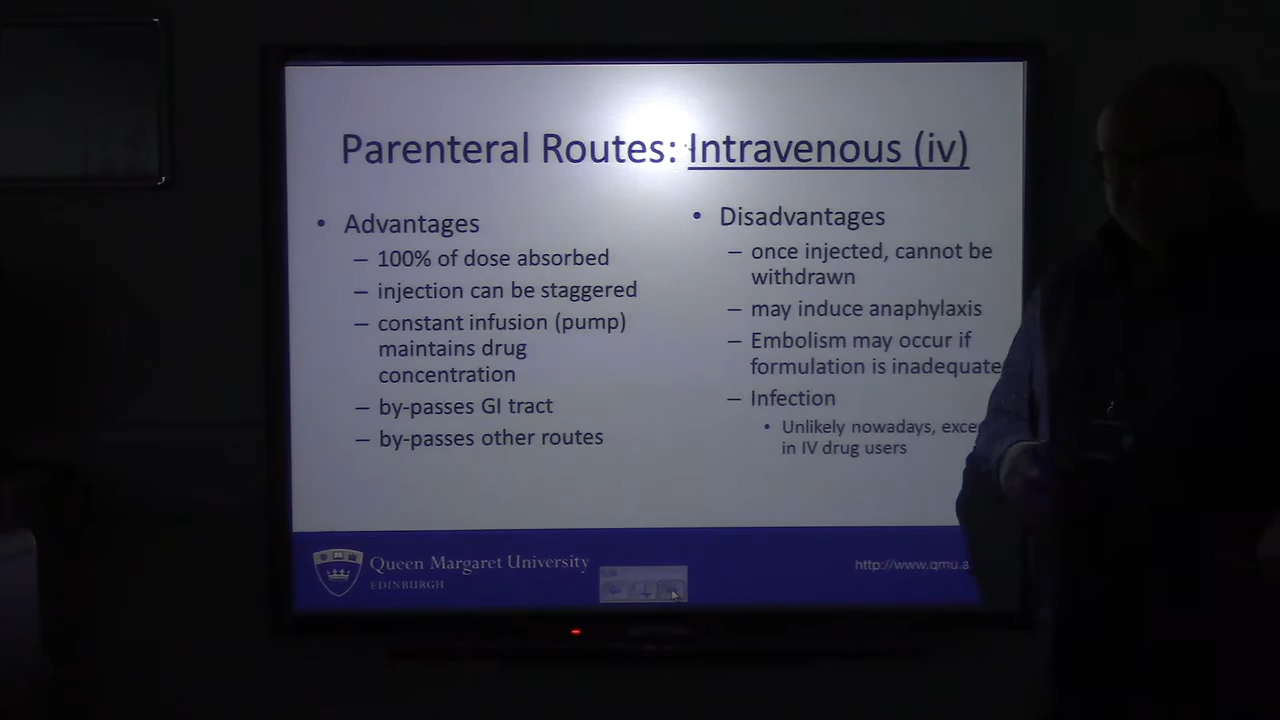 Parenteral Routes: Intravenous (iv)
• Advantages
– 100% of dose absorbed
– injection can be staggered
– constant infusion (pump)
maintains drug
concentration
– by-passes GI tract
– by-passes other routes
• Disadvantages
– once injected, cannot be
withdrawn
– may induce anaphylaxis
– Embolism may occur if
formulation is inadequate
– Infection
• Unlikely nowadays,
in IV drug users
Queen Margaret University
EDINBURGH
http://www.qmu.a